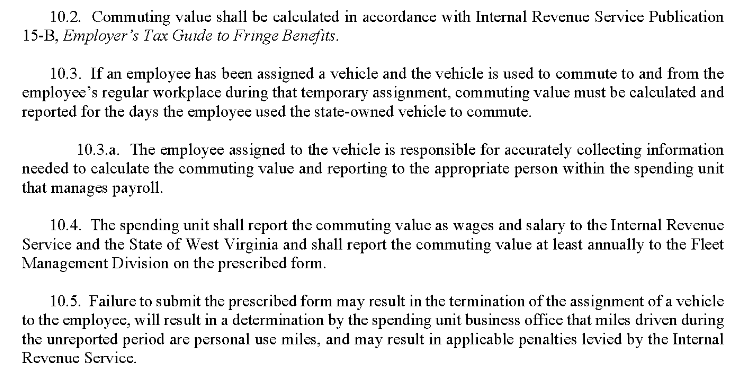 10.2. Commuting value shall be calculated in accordance with Internal Revenue Service Publication
15-B, Employer's Tax Guide to Fringe Benefits.
10.3. If an employee has been assigned a vehicle and the vehicle is used to commute to and from the
employee's regular workplace during that temporary assignment, commuting value must be calculated and
reported for the days the employee used the state-owned vehicle to commute.
10.3.a. The employee assigned to the vehicle is responsible for accurately collecting information
needed to calculate the commuting value and reporting to the appropriate person within the spending unit
that manages payroll.
10.4. The spending unit shall report the commuting value as wages and salary to the Internal Revenue
Service and the State of West Virginia and shall report the commuting value at least annually to the Fleet
Management Division on the prescribed form.
10.5. Failure to submit the prescribed form may result in the termination of the assignment of a vehicle
to the employee, will result in a determination by the spending unit business office that miles driven during
the unreported period are personal use miles, and may result in applicable penalties levied by the Internal
Revenue Service.